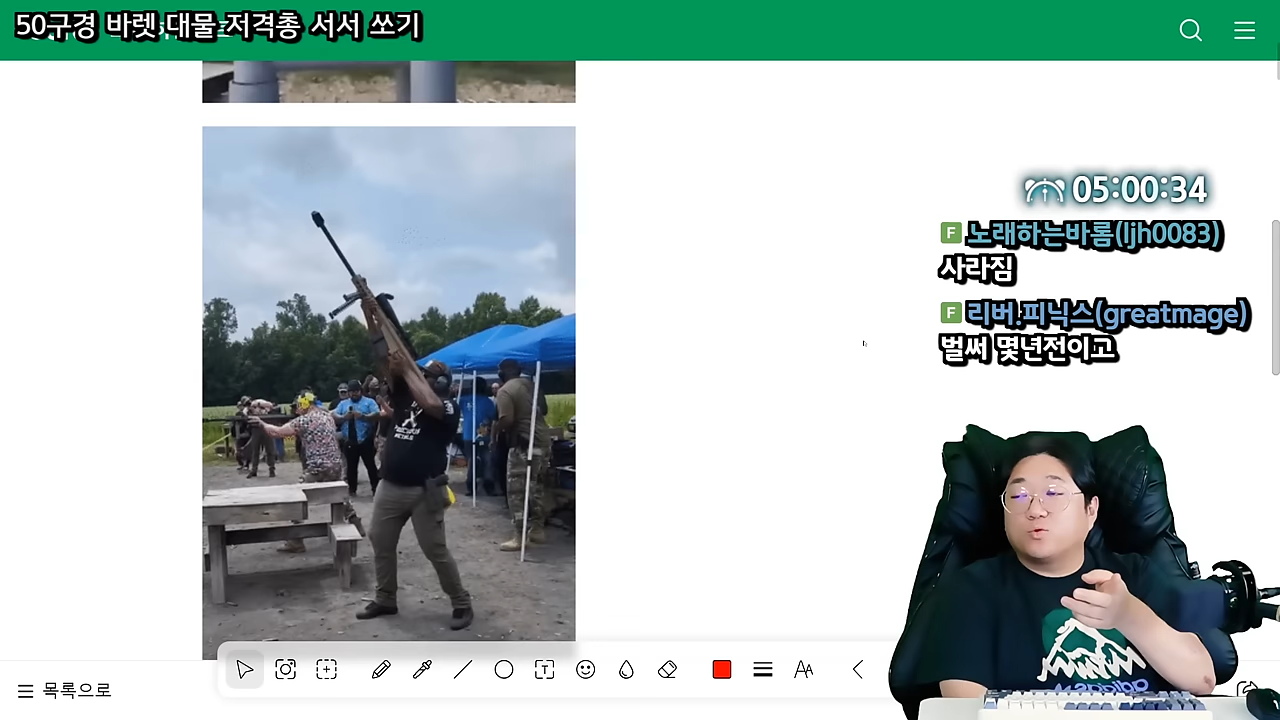 50구경 바렛 대물 저격총 서서 쏘기
05:00:34
F 노래하는바롬(ljh0083)
사라짐
F 리버.피닉스(greatmage)
벌써 몇년전이고
목록으로